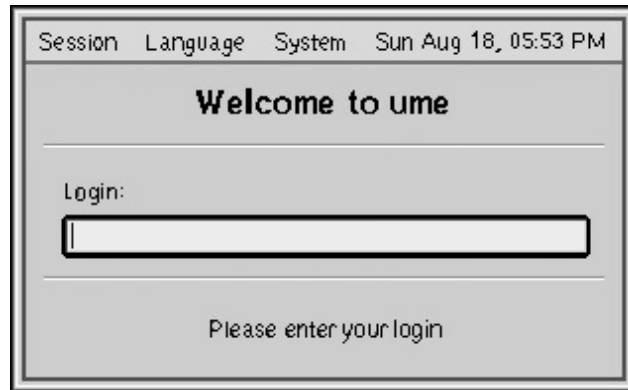 Session Language System Sun Aug 18, 05:53 PM
Welcome to ume
Login:
Please enter your login